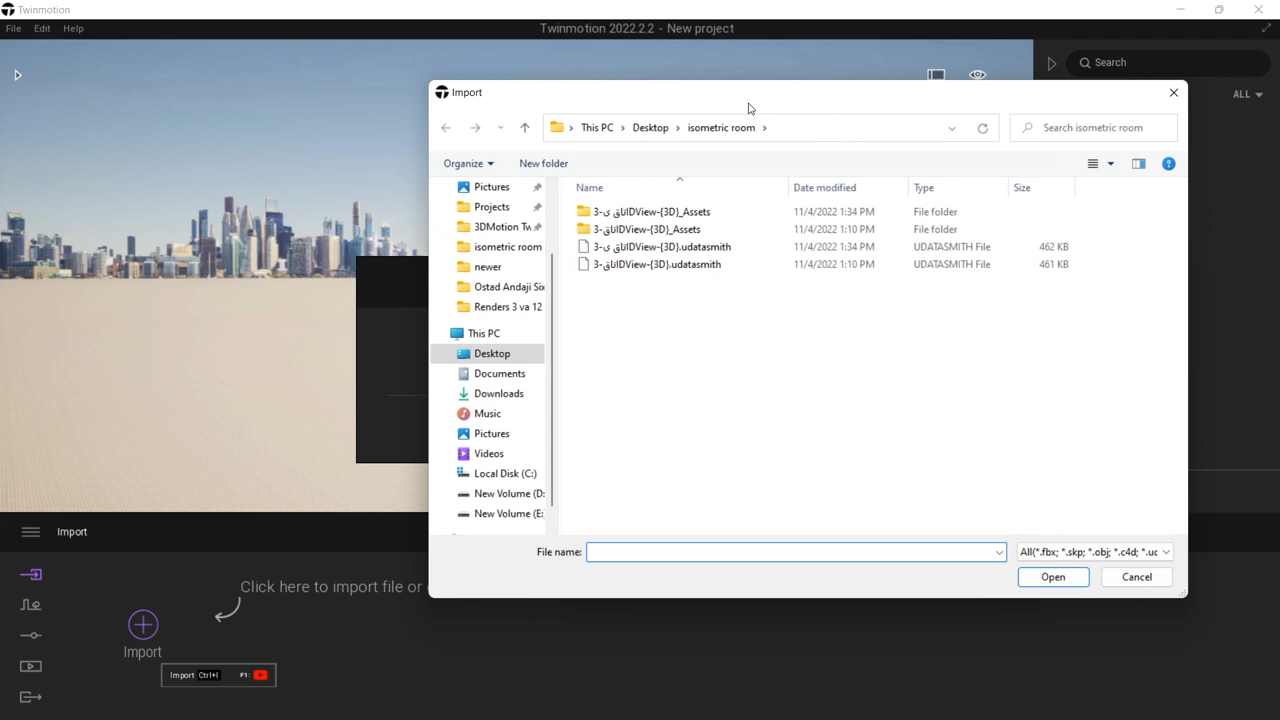 Twinmotion
File Edit Help
Twinmotion 2022.2.2 - New project
Search
ALL
Import
This PC
Desktop
isometric room
Search isometric room
Organize
New folder
Name
Date modified
Type
Size
Pictures
Projects
3DMotion Tw
isometric room
newer
Ostad Andaji Six
Renders 3 va 12
This PC
Desktop
Documents
Downloads
Music
Pictures
Videos
Local Disk (C:)
New Volume (D:
New Volume (E:
11/4/2022 1:34 PM File folder
11/4/2022 1:10 PM File folder
11/4/2022 1:34 PM UDATASMITH File 462 KB
11/4/2022 1:10 PM UDATASMITH File 461 KB
File name:
All(*.fbx; *.skp; *.obj; *.c4d; *.uc
Open
Cancel
Import
Click here to import file or
Import
Import Ctrl+I F1: